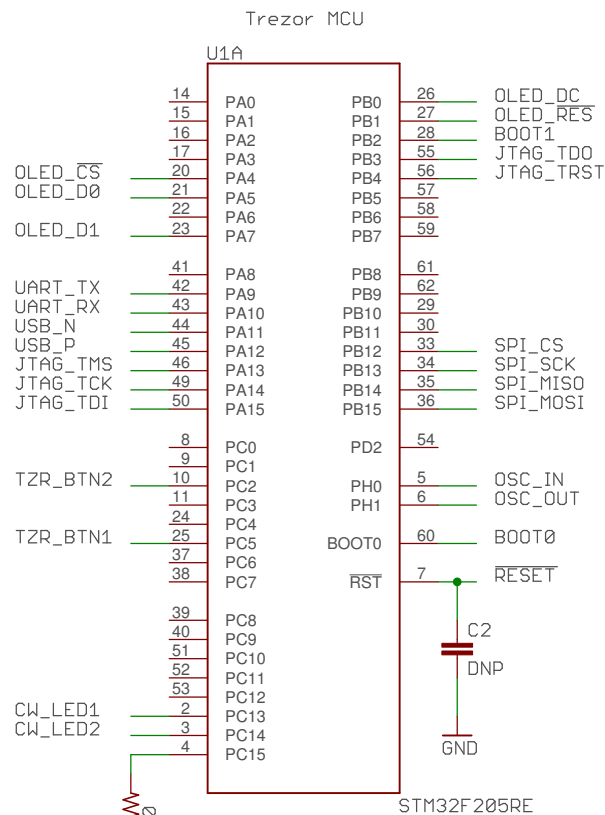 Trezor MCU
U1A
14 PA0 PB0 26 OLED_DC
15 PA1 PB1 27 OLED_RES
16 PA2 PB2 28 BOOT1
17 PA3 PB3 55 JTAG_TDO
OLED_CS 20 PA4 PB4 56 JTAG_TRST
OLED_D0 21 PA5 PB5 57
22 PA6 PB6 58
OLED_D1 23 PA7 PB7 59
41 PA8 PB8 61
UART_TX 42 PA9 PB9 62
UART_RX 43 PA10 PB10 29
USB_N 44 PA11 PB11 30
USB_P 45 PA12 PB12 33 SPI_CS
JTAG_TMS 46 PA13 PB13 34 SPI_SCK
JTAG_TCK 49 PA14 PB14 35 SPI_MISO
JTAG_TDI 50 PA15 PB15 36 SPI_MOSI
8 PC0 PD2 54
9 PC1
TZR_BTN2 10 PC2 PH0 5 OSC_IN
11 PC3 PH1 6 OSC_OUT
24 PC4
TZR_BTN1 25 PC5 BOOT0 60 BOOT0
37 PC6
38 PC7 RST 7 RESET
39 PC8 C2
40 PC9
51 PC10 DNP
52 PC11
53 PC12
CW_LED1 2 PC13
CW_LED2 3 PC14
4 PC15 GND
STM32F205RE